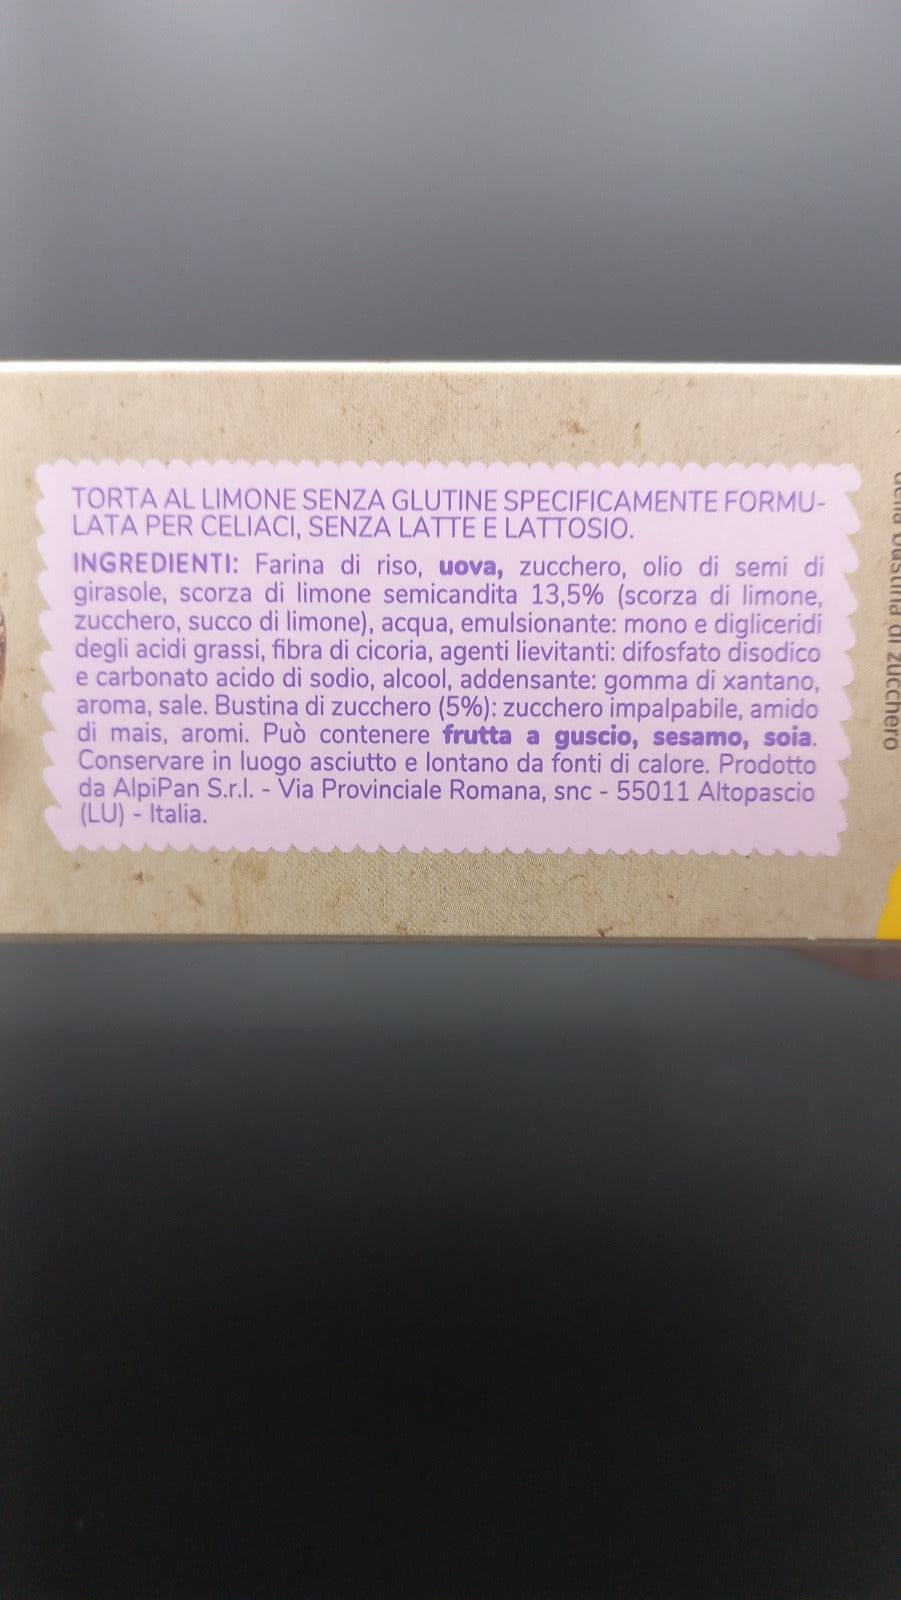 TORTA AL LIMONE SENZA GLUTINE SPECIFICAMENTE FORMU-
LATA PER CELIACI, SENZA LATTE E LATTOSIO.
INGREDIENTI: Farina di riso, uova, zucchero, olio di semi di
girasole, scorza di limone semicandita 13,5% (scorza di limone,
zucchero, succo di limone), acqua, emulsionante: mono e digliceridi
degli acidi grassi, fibra di cicoria, agenti lievitanti: difosfato disodico
e carbonato acido di sodio, alcool, addensante: gomma di xantano,
aroma, sale. Bustina di zucchero (5%): zucchero impalpabile, amido
di mais, aromi. Può contenere frutta a guscio, sesamo, soia.
Conservare in luogo asciutto e lontano da fonti di calore. Prodotto
da AlpiPan S.r.l. - Via Provinciale Romana, snc - 55011 Altopascio
(LU) - Italia.
della bustina di zucchero